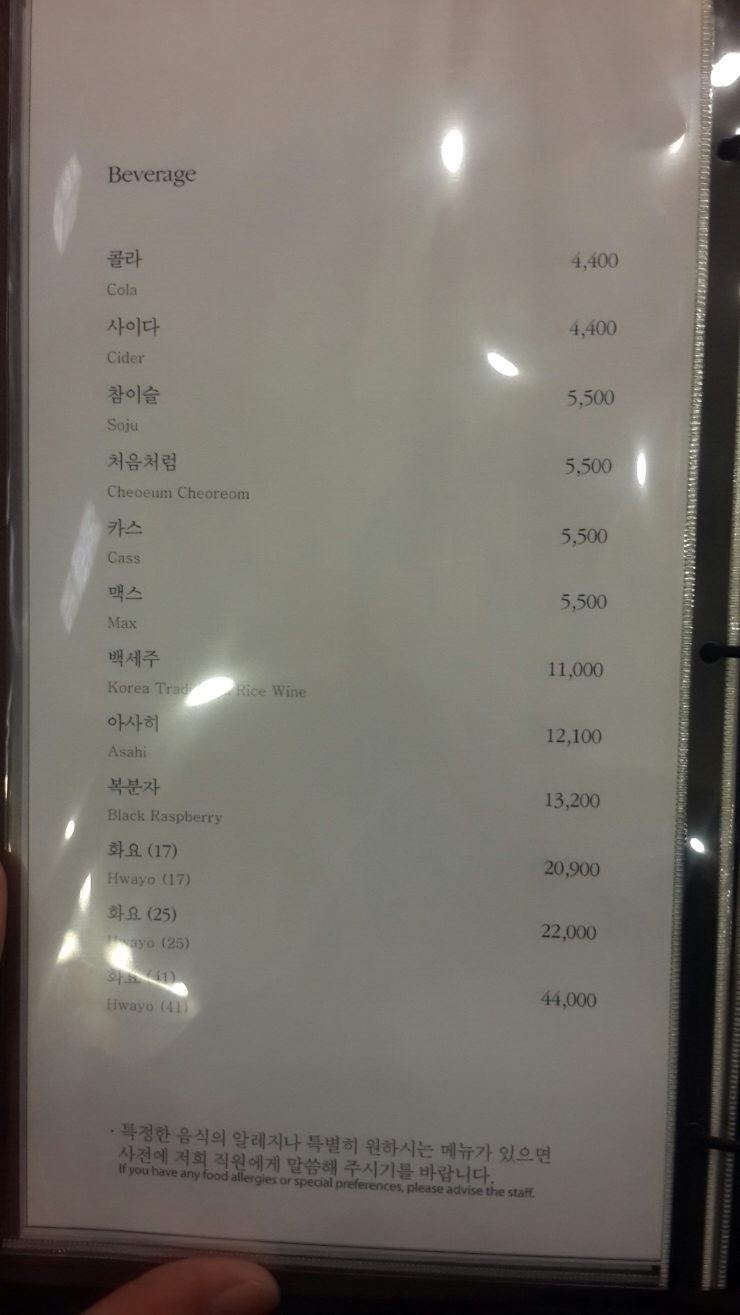 Beverage
콜라 4,400
Cola
사이다 4,400
Cider
참이슬 5,500
Soju
처음처럼 5,500
Cheoeum Cheoreom
카스 5,500
Cass
맥스 5,500
Max
백세주 11,000
Korea Rice Wine
아사히 12,100
Asahi
복분자 13,200
Black Raspberry
화요 (17) 20,900
Hwayo (17)
화요 (25) 22,000
Hwayo (25)
화요 (41) 44,000
Hwayo (41)
· 특정한 음식의 알레지나 특별히 원하시는 메뉴가 있으면
사전에 저희 직원에게 말씀해 주시기를 바랍니다.
If you have any food allergies or special preferences, please advise the staff.